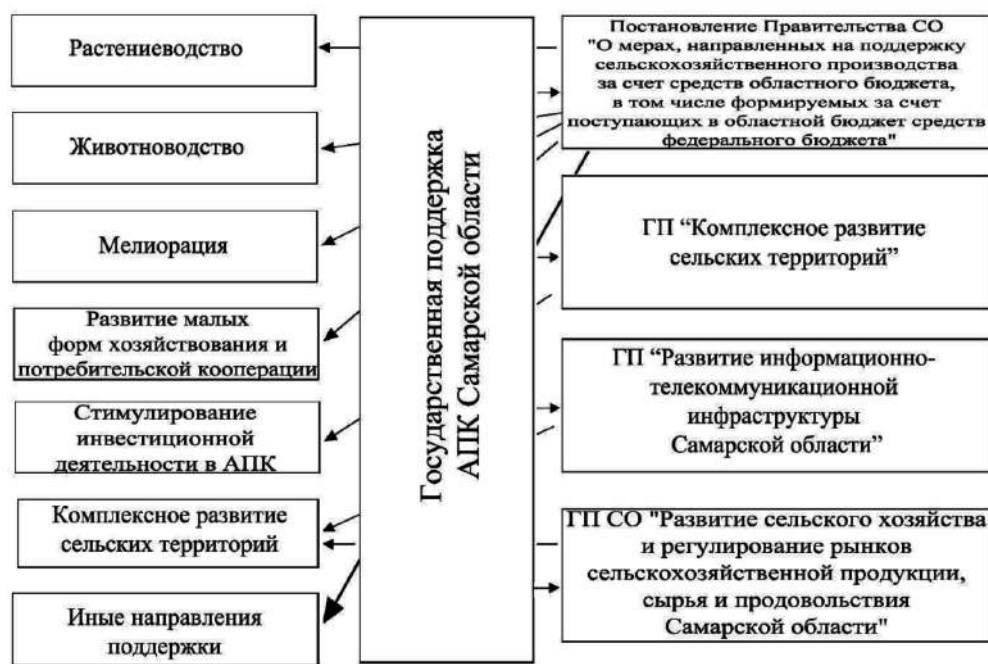 Растениеводство
Животноводство
Мелиорация
Развитие малых
форм хозяйствования и
потребительской кооперации
Стимулирование
инвестиционной
деятельности в АПК
Комплексное развитие
сельских территорий
Иные направления
поддержки
Государственная поддержка
АПК Самарской области
Постановление Правительства СО
"О мерах, направленных на поддержку
сельскохозяйственного производства
за счет средств областного бюджета,
в том числе формируемых за счет
поступающих в областной бюджет средств
федерального бюджета"
ГП “Комплексное развитие
сельских территорий”
ГП “Развитие информационно-
телекоммуникационной
инфраструктуры
Самарской области”
ГП СО "Развитие сельского хозяйства
и регулирование рынков
сельскохозяйственной продукции,
сырья и продовольствия
Самарской области"